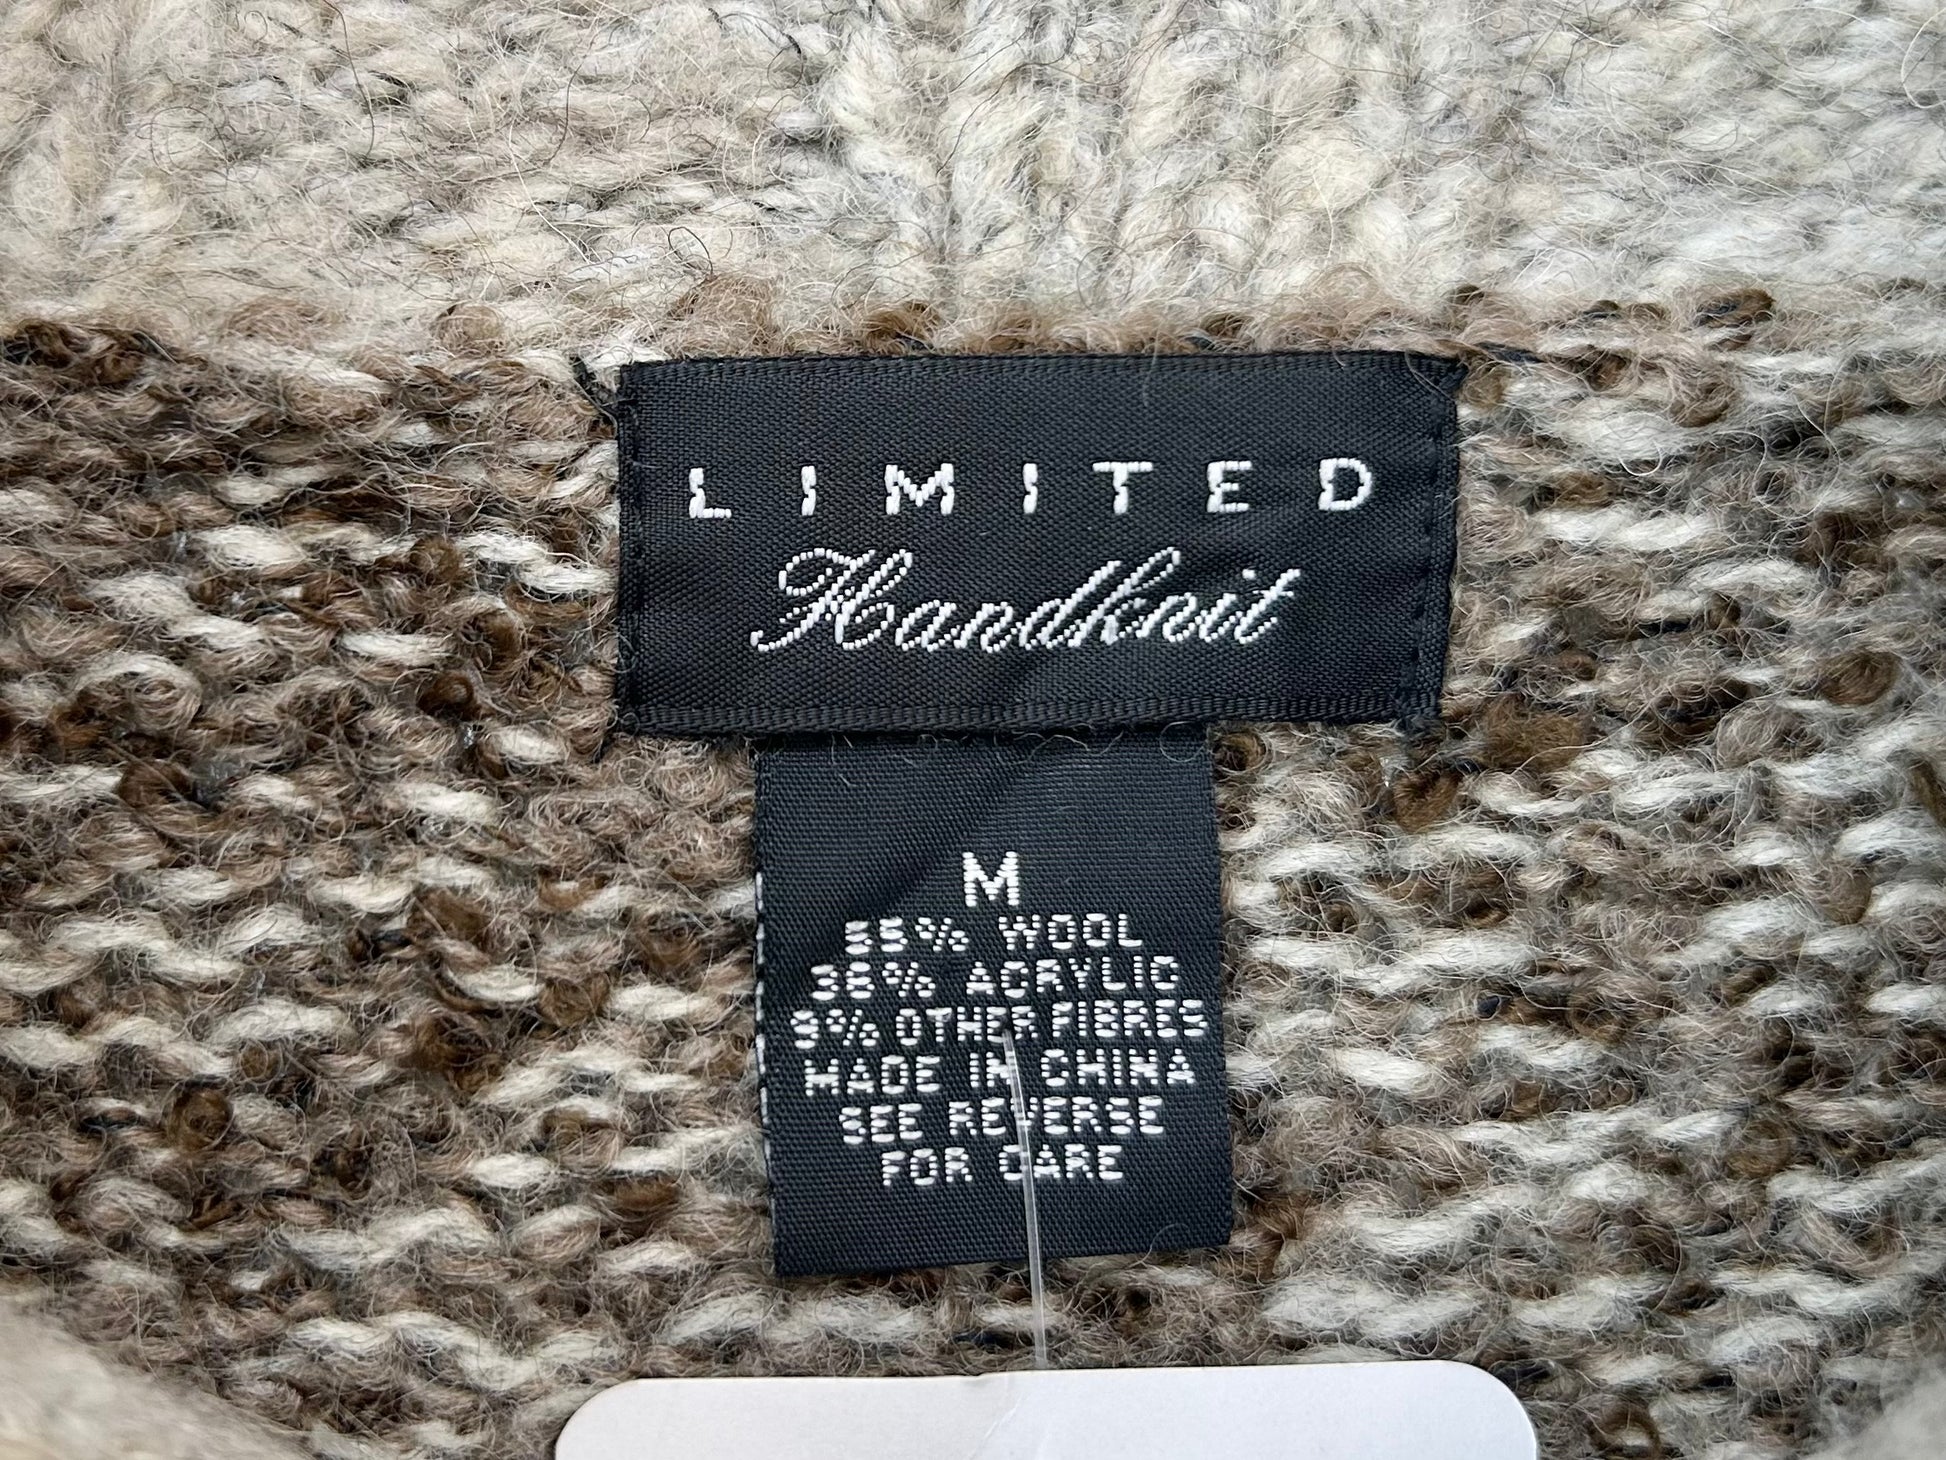 LIMITED
Handknit
M
55% WOOL
36% ACRYLIC
9% OTHER FIBRES
MADE IN CHINA
SEE REVERSE
FOR CARE